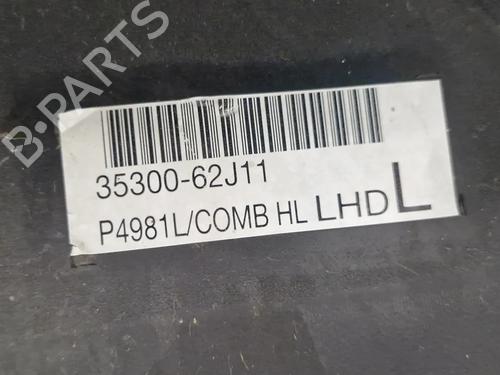 B-PARTS
35300-62J11
P4981L/COMB HL LHD L